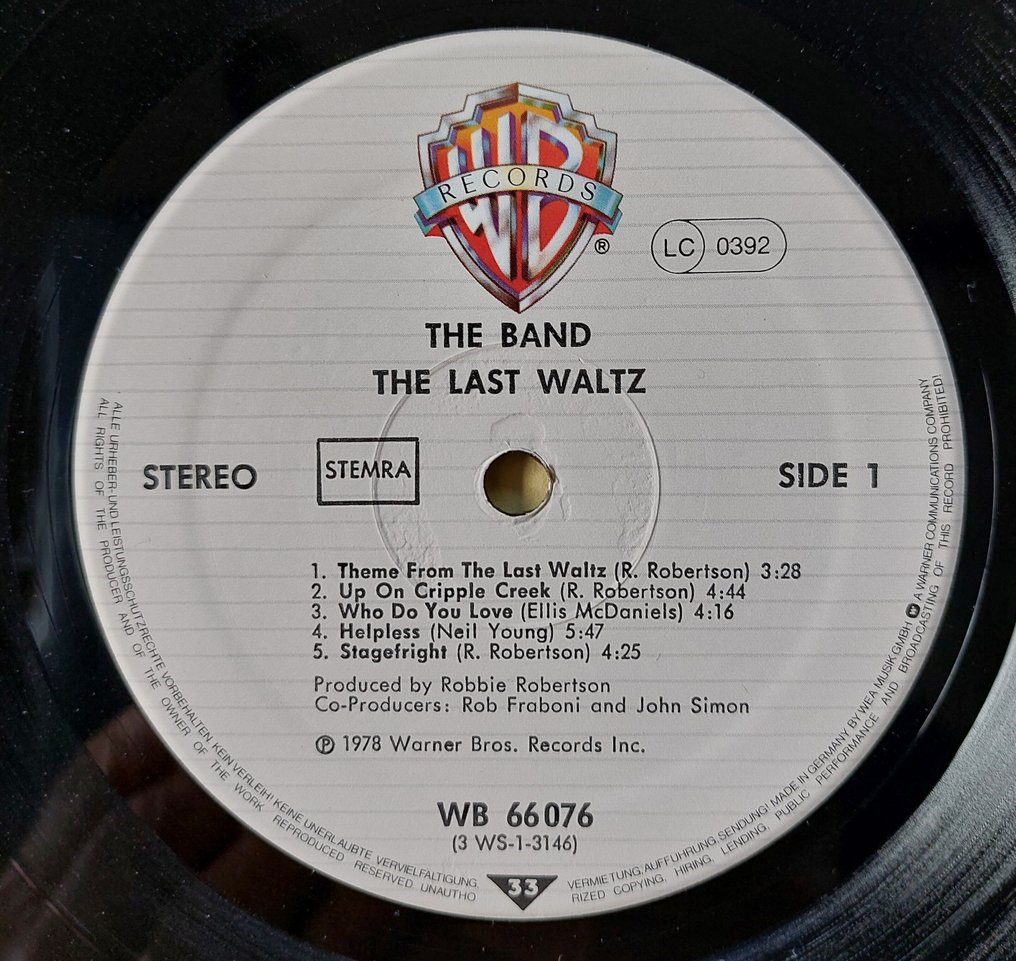 WB
RECORDS
®
LC 0392
THE BAND
THE LAST WALTZ
STEREO
STEMRA
SIDE 1
1. Theme From The Last Waltz (R. Robertson) 3:28
2. Up On Cripple Creek (R. Robertson) 4:44
3. Who Do You Love (Ellis McDaniels) 4:16
4. Helpless (Neil Young) 5:47
5. Stagefright (R. Robertson) 4:25
Produced by Robbie Robertson
Co-Producers: Rob Fraboni and John Simon
℗ 1978 Warner Bros. Records Inc.
WB 66076
(3 WS-1-3146)
33
ALLE URHEBER- UND LEISTUNGSSCHUTZRECHTE VORBEHALTEN. KEIN VERLEIH! KEINE UNERLAUBTE VERVIELFÄLTIGUNG,
VERMIETUNG, AUFFÜHRUNG, SENDUNG! MADE IN GERMANY BY WEA MUSIK GMBH A WARNER COMMUNICATIONS COMPANY
ALL RIGHTS OF THE PRODUCER AND OF THE OWNER OF THE WORK REPRODUCED RESERVED. UNAUTHO
RIZED COPYING, HIRING, LENDING, PUBLIC PERFORMANCE AND BROADCASTING OF THIS RECORD PROHIBITED!